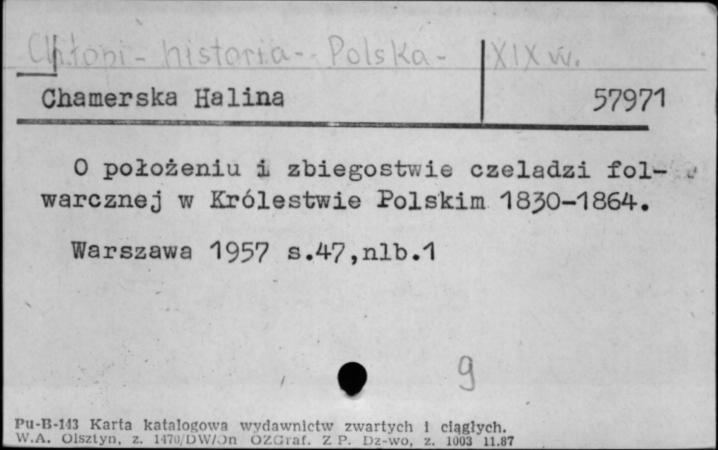 Chłopi - historia - Polska - XIX w.
Chamerska Halina 57971
O położeniu i zbiegostwie czeladzi fol-
warcznej w Królestwie Polskim 1830-1864.
Warszawa 1957 s.47,nlb.1
9
Pu-B-143 Karta katalogowa wydawnictw zwartych i ciągłych.
W.A. Olsztyn, z. 1470/DW/On OZGraf. Z P. Dz-wo, z. 1003 11.87